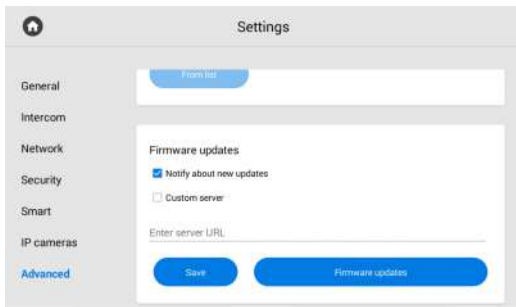 Settings
General
Intercom
Network
Security
Smart
IP cameras
Advanced
From list
Firmware updates
Notify about new updates
Custom server
Enter server URL
Save
Firmware updates